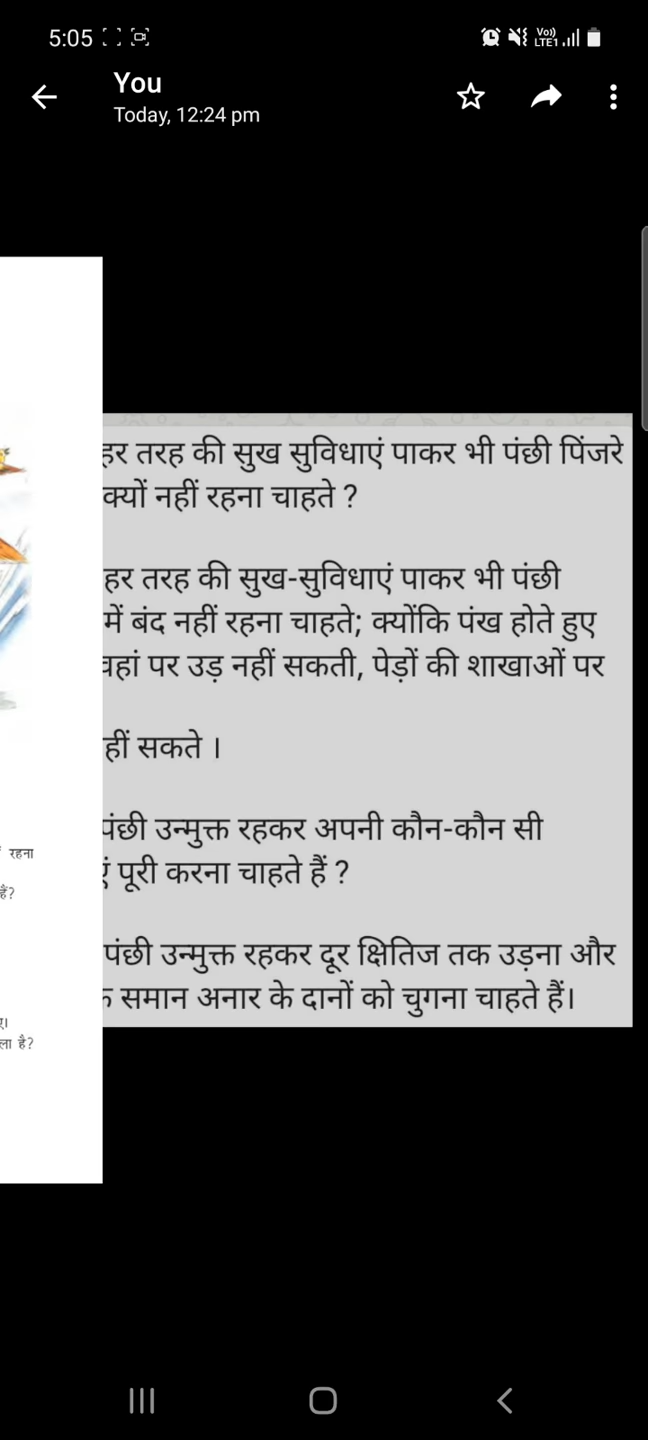 5:05
Vo))
LTE1
You
Today, 12:24 pm
हर तरह की सुख सुविधाएं पाकर भी पंछी पिंजरे
क्यों नहीं रहना चाहते ?
हर तरह की सुख-सुविधाएं पाकर भी पंछी
में बंद नहीं रहना चाहते; क्योंकि पंख होते हुए
पर उड़ नहीं सकती, पेड़ों की शाखाओं पर
सकते ।
पंछी उन्मुक्त रहकर अपनी कौन-कौन सी
पूरी करना चाहते हैं ?
पंछी उन्मुक्त रहकर दूर क्षितिज तक उड़ना और
समान अनार के दानों को चुगना चाहते हैं।
रहना
हैं?
है?